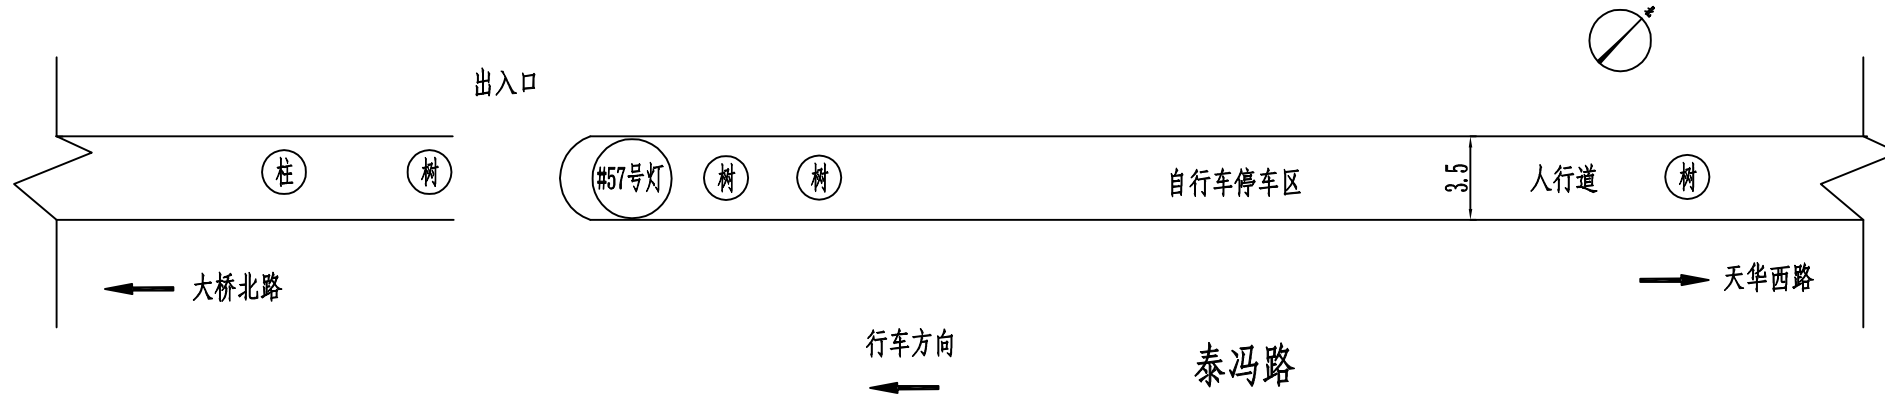 出入口
柱
树
#57号灯
树
树
自行车停车区
3.5
人行道
树
大桥北路
天华西路
行车方向
泰冯路